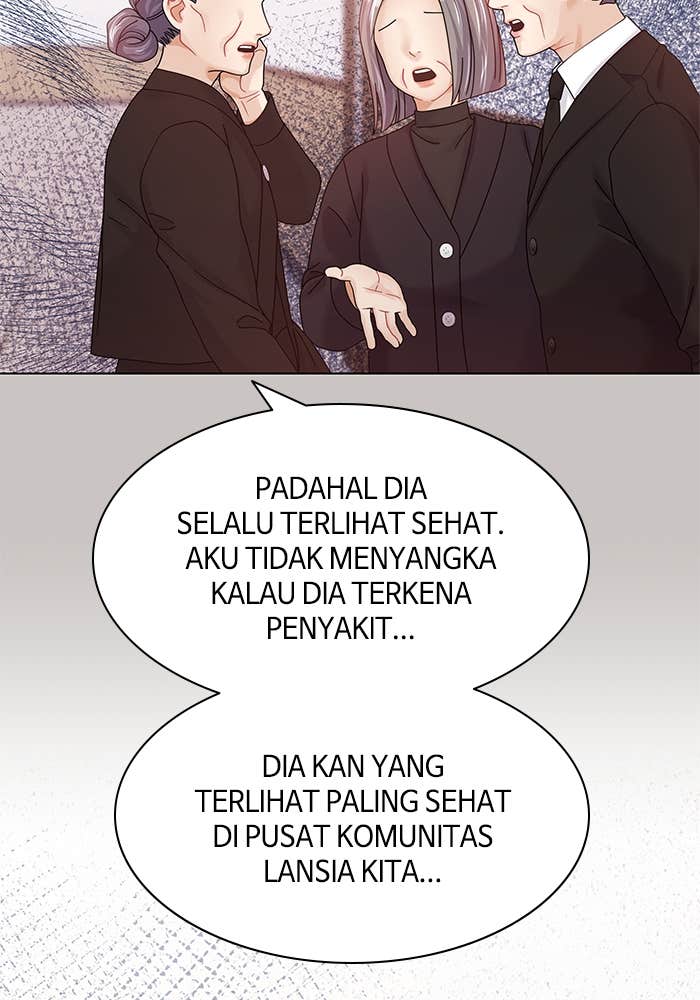 PADAHAL DIA
SELALU TERLIHAT SEHAT.
AKU TIDAK MENYANGKA
KALAU DIA TERKENA
PENYAKIT...
DIA KAN YANG
TERLIHAT PALING SEHAT
DI PUSAT KOMUNITAS
LANSIA KITA...